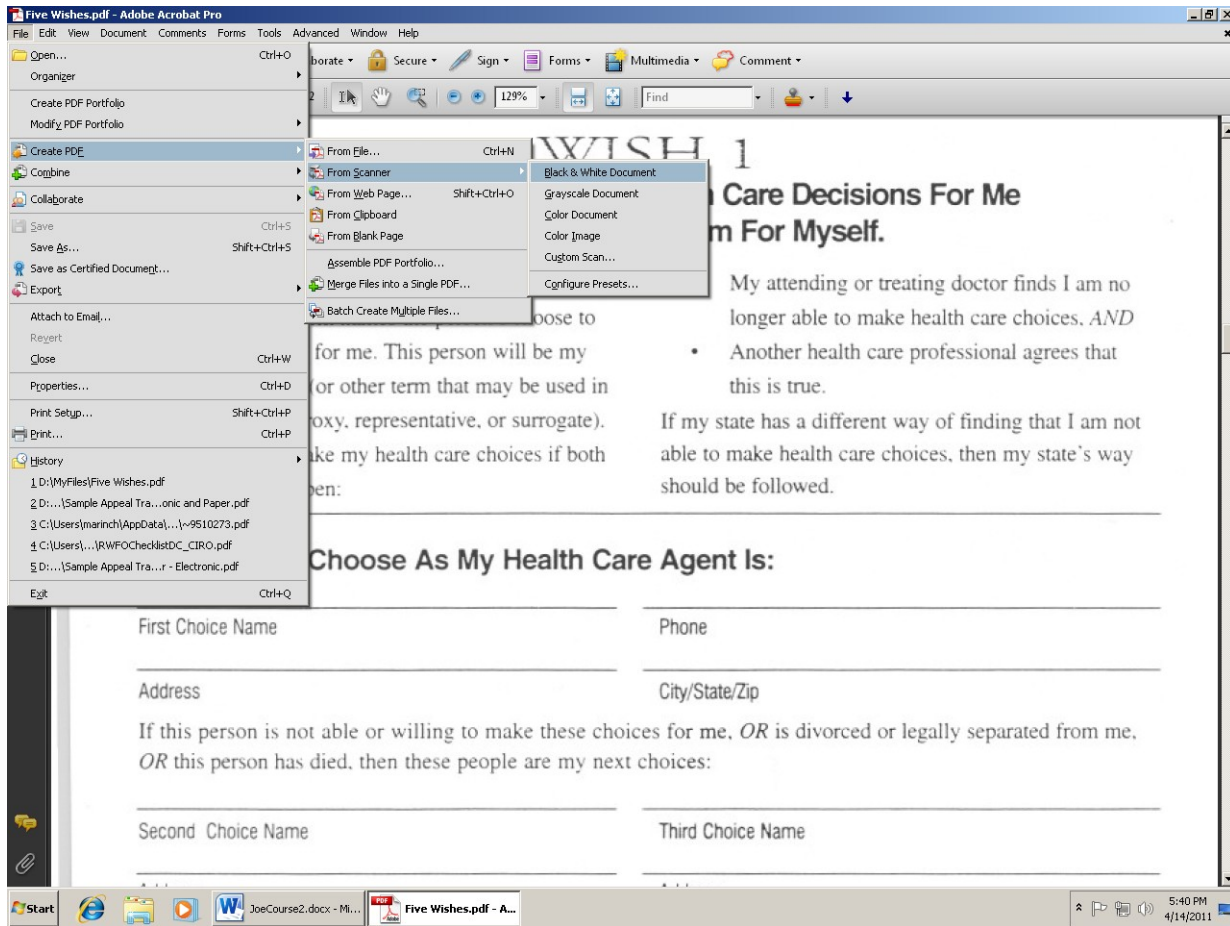 Five Wishes.pdf - Adobe Acrobat Pro
File Edit View Document Comments Forms Tools Advanced Window Help
borate Secure Sign Forms Multimedia Comment
2 129% Find
Open... Ctrl+O
Organizer
Create PDF Portfolio
Modify PDF Portfolio
Create PDF
Combine
Collaborate
Save Ctrl+S
Save As... Shift+Ctrl+S
Save as Certified Document...
Export
Attach to Email...
Revert
Close Ctrl+W
Properties... Ctrl+D
Print Setup... Shift+Ctrl+P
Print... Ctrl+P
History
1 D:\MyFiles\Five Wishes.pdf
2 D:...\Sample Appeal Tra...onic and Paper.pdf
3 C:\Users\marinch\AppData\...\~9510273.pdf
4 C:\Users\...\RWFOChecklistDC_CIRO.pdf
5 D:...\Sample Appeal Tra...r - Electronic.pdf
Exit Ctrl+Q
From File... Ctrl+N
From Scanner
From Web Page... Shift+Ctrl+O
From Clipboard
From Blank Page
Assemble PDF Portfolio...
Merge Files into a Single PDF...
Batch Create Multiple Files...
Black & White Document
Grayscale Document
Color Document
Color Image
Custom Scan...
Configure Presets...
WISH 1
Care Decisions For Me
m For Myself.
oose to
for me. This person will be my
(or other term that may be used in
oxy, representative, or surrogate).
ke my health care choices if both
pen:
My attending or treating doctor finds I am no
longer able to make health care choices, AND
• Another health care professional agrees that
this is true.
If my state has a different way of finding that I am not
able to make health care choices, then my state's way
should be followed.
Choose As My Health Care Agent Is:
First Choice Name Phone
Address City/State/Zip
If this person is not able or willing to make these choices for me, OR is divorced or legally separated from me,
OR this person has died, then these people are my next choices:
Second Choice Name Third Choice Name
Start JoeCourse2.docx - Mi... Five Wishes.pdf - A... 5:40 PM
4/14/2011